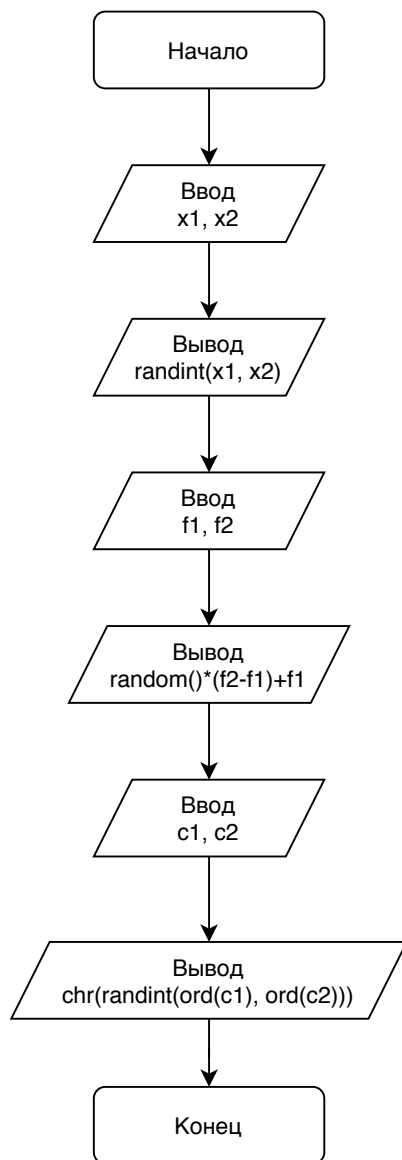 Начало
Ввод
x1, x2
Вывод
randint(x1, x2)
Ввод
f1, f2
Вывод
random()*(f2-f1)+f1
Ввод
c1, c2
Вывод
chr(randint(ord(c1), ord(c2)))
Конец